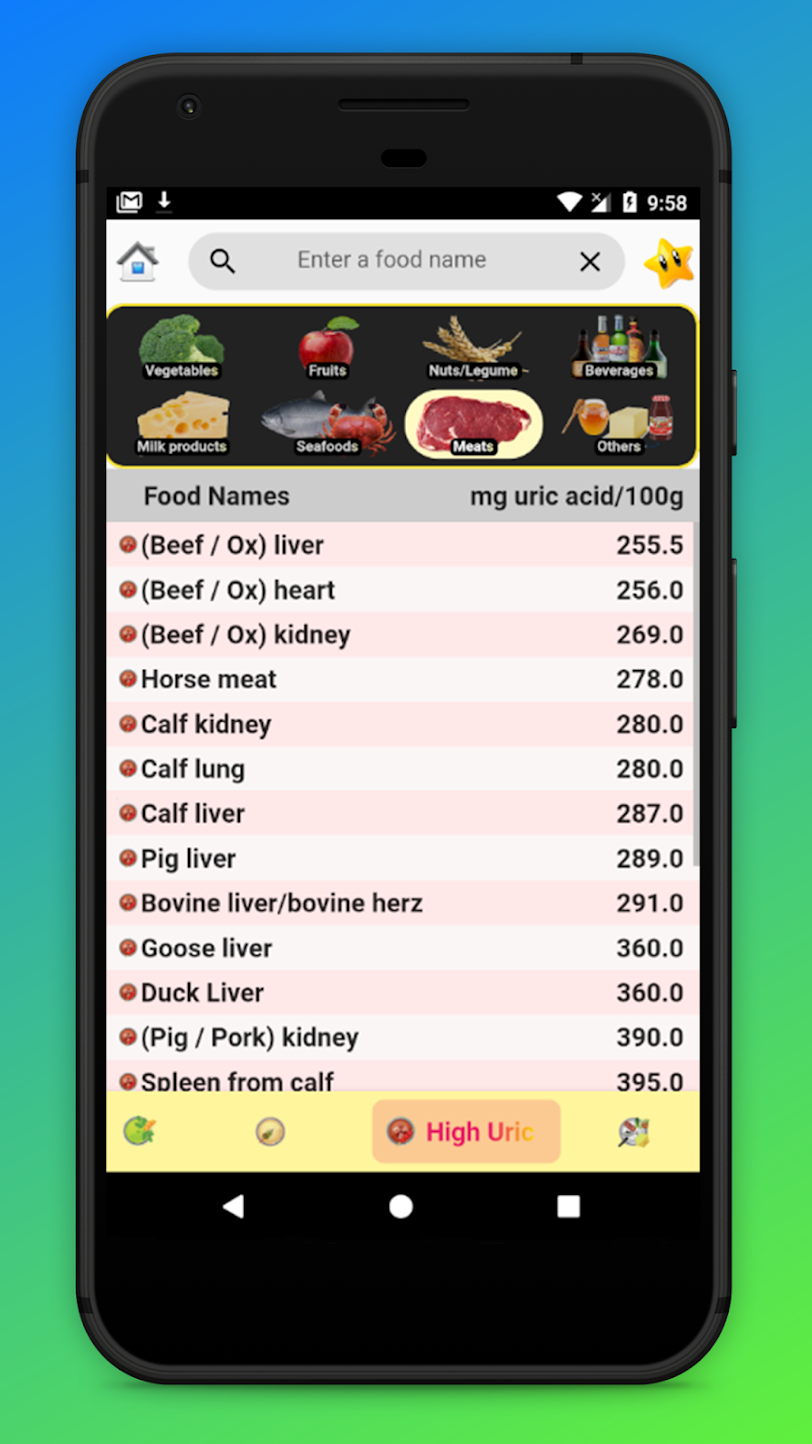 9:58
Enter a food name
Vegetables Fruits Nuts/Legume Beverages
Milk products Seafoods Meats Others
Food Names mg uric acid/100g
(Beef / Ox) liver 255.5
(Beef / Ox) heart 256.0
(Beef / Ox) kidney 269.0
Horse meat 278.0
Calf kidney 280.0
Calf lung 280.0
Calf liver 287.0
Pig liver 289.0
Bovine liver/bovine herz 291.0
Goose liver 360.0
Duck Liver 360.0
(Pig / Pork) kidney 390.0
Spleen from calf 395.0
High Uric